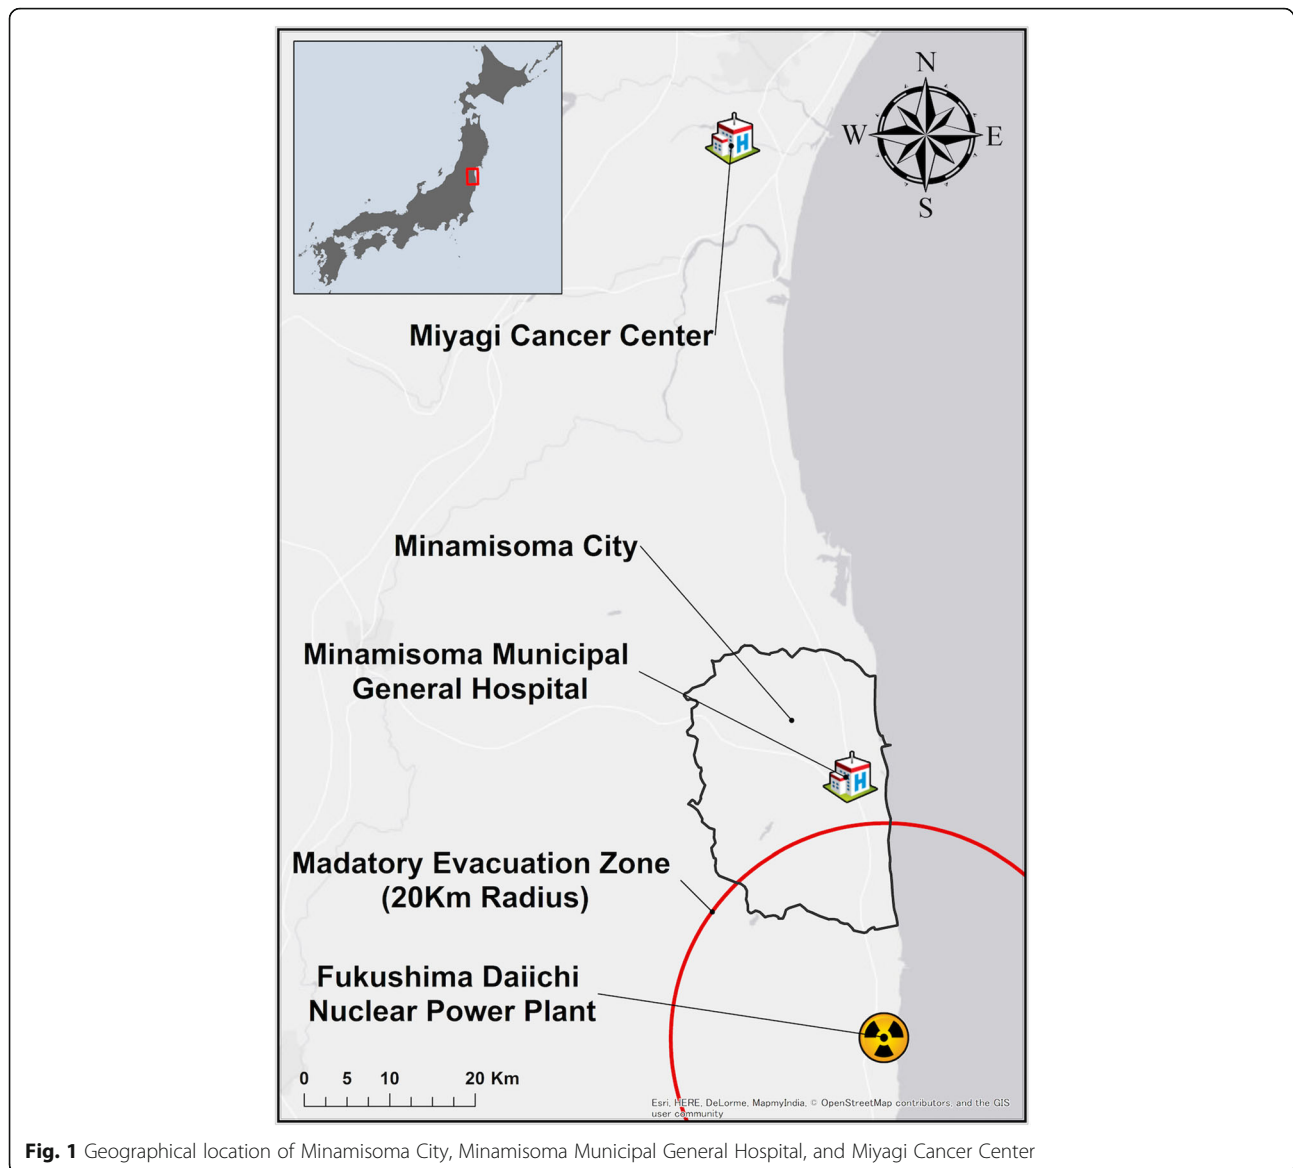 N
W
E
S
H
Miyagi Cancer Center
Minamisoma City
Minamisoma Municipal
General Hospital
H
Madatory Evacuation Zone
(20Km Radius)
Fukushima Daiichi
Nuclear Power Plant
0 5 10 20 Km
Esri, HERE, DeLorme, MapmyIndia, © OpenStreetMap contributors, and the GIS
user community
Fig. 1 Geographical location of Minamisoma City, Minamisoma Municipal General Hospital, and Miyagi Cancer Center